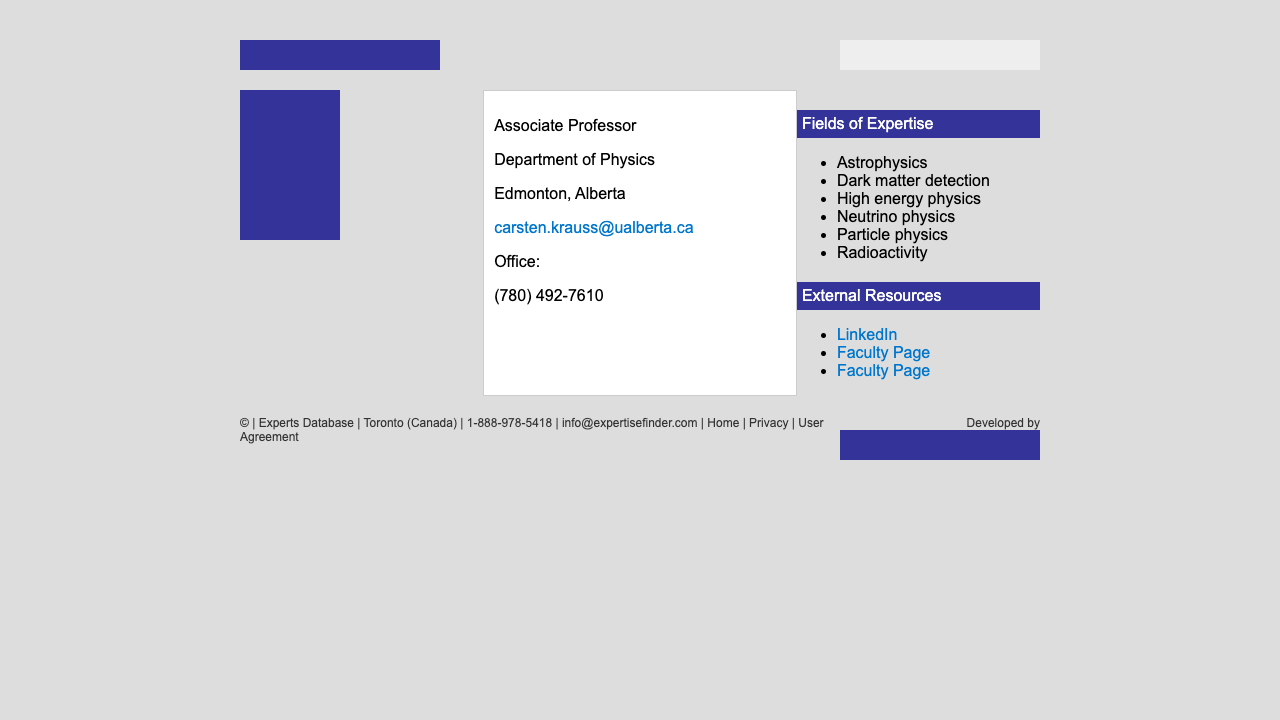 Associate Professor
Department of Physics
Edmonton, Alberta
carsten.krauss@ualberta.ca
Office:
(780) 492-7610
Fields of Expertise
Astrophysics
Dark matter detection
High energy physics
Neutrino physics
Particle physics
Radioactivity
External Resources
LinkedIn
Faculty Page
Faculty Page
© | Experts Database | Toronto (Canada) | 1-888-978-5418 | info@expertisefinder.com | Home | Privacy | User
Agreement
Developed by